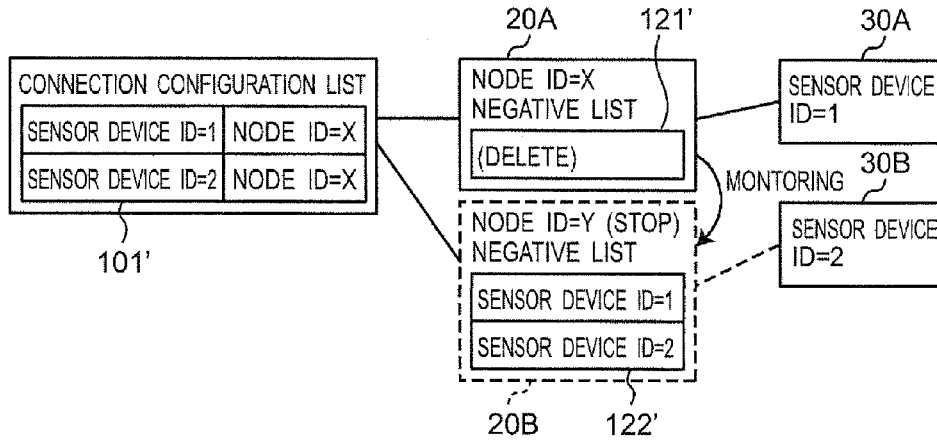 20A
121'
30A
CONNECTION CONFIGURATION LIST
SENSOR DEVICE ID=1 NODE ID=X
SENSOR DEVICE ID=2 NODE ID=X
101'
NODE ID=X
NEGATIVE LIST
(DELETE)
SENSOR DEVICE
ID=1
MONTORING
30B
NODE ID=Y (STOP)
NEGATIVE LIST
SENSOR DEVICE ID=1
SENSOR DEVICE ID=2
SENSOR DEVICE
ID=2
20B
122'